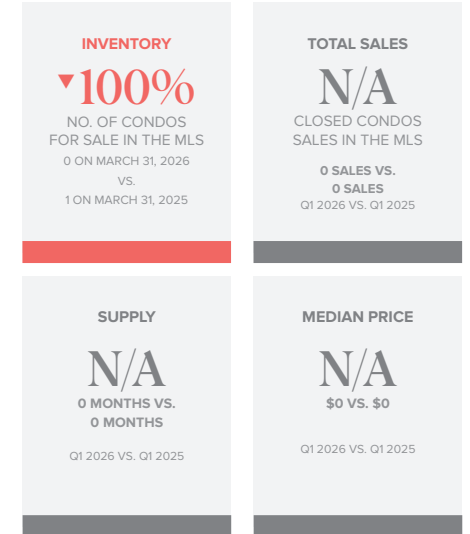 INVENTORY
▼100%
NO. OF CONDOS
FOR SALE IN THE MLS
0 ON MARCH 31, 2026
VS.
1 ON MARCH 31, 2025
TOTAL SALES
N/A
CLOSED CONDOS
SALES IN THE MLS
0 SALES VS.
0 SALES
Q1 2026 VS. Q1 2025
SUPPLY
N/A
0 MONTHS VS.
0 MONTHS
Q1 2026 VS. Q1 2025
MEDIAN PRICE
N/A
$0 VS. $0
Q1 2026 VS. Q1 2025